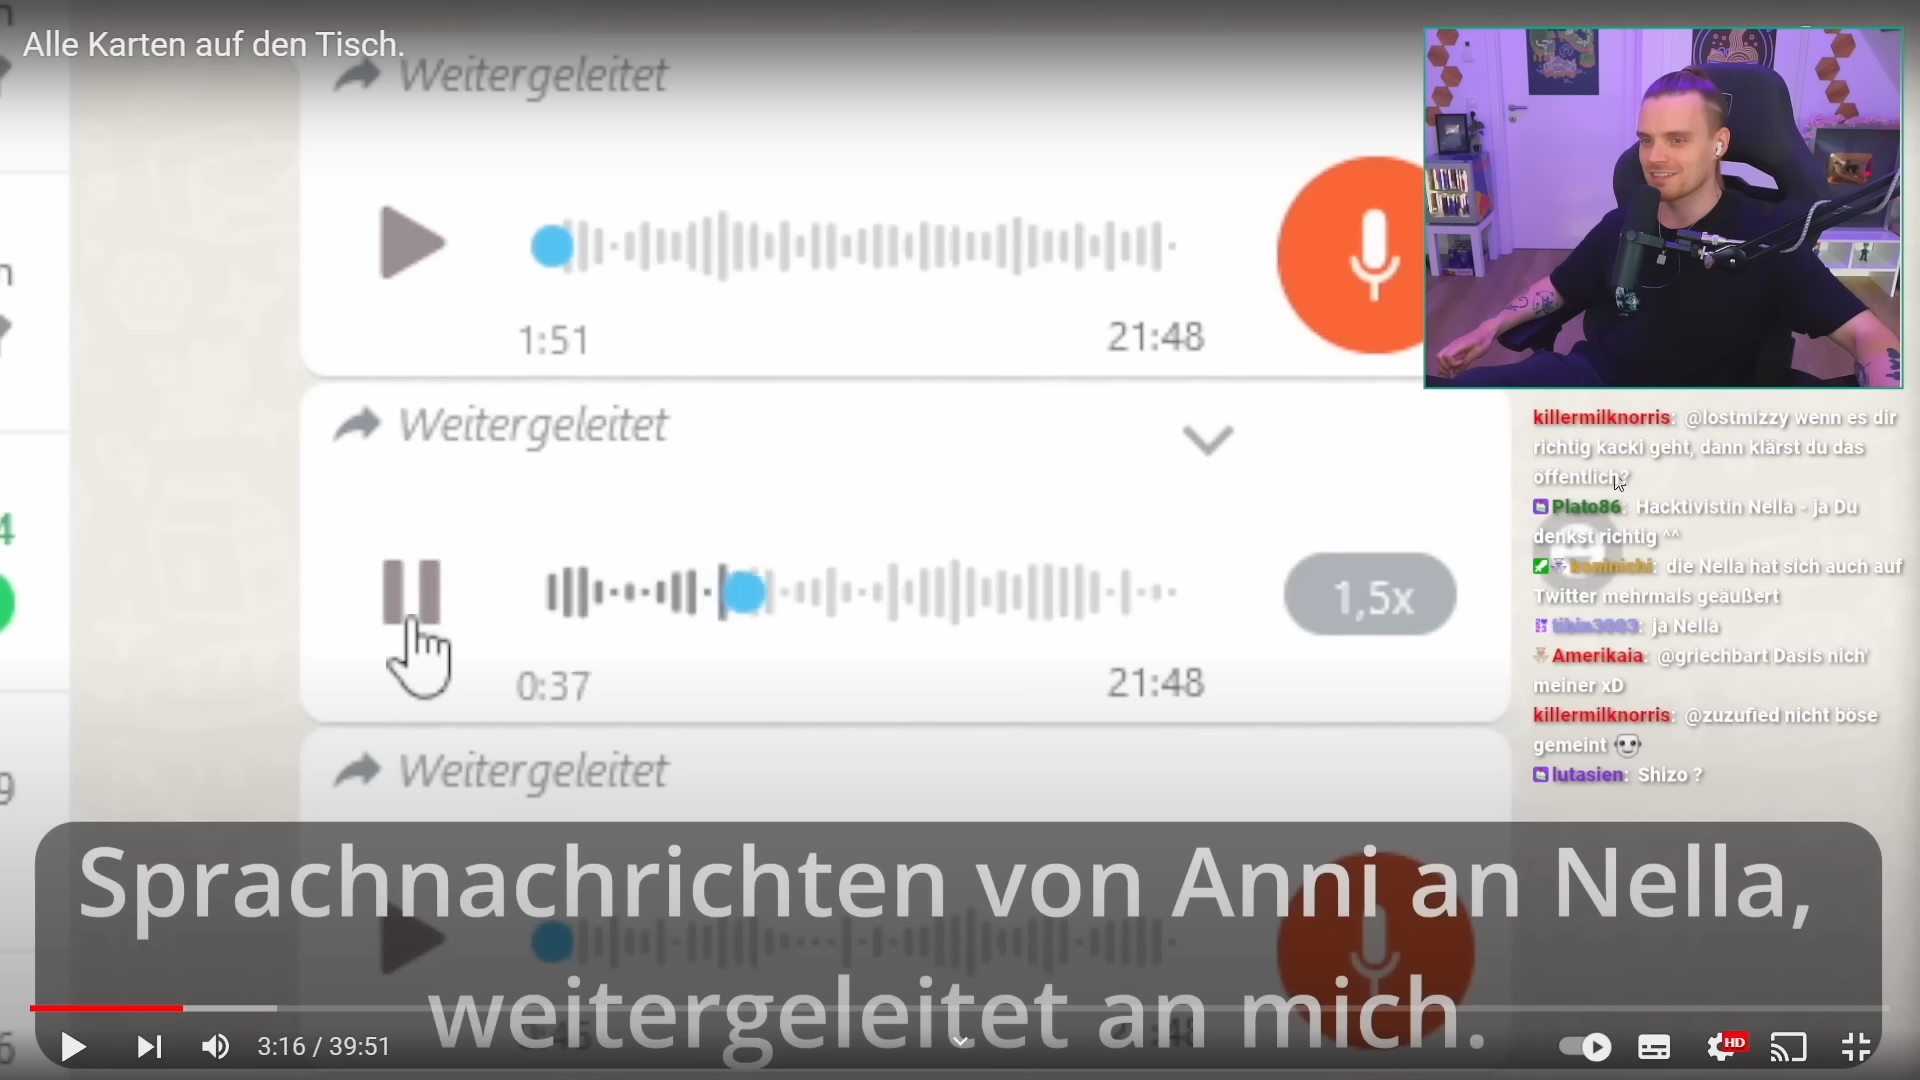 Alle Karten auf den Tisch.
Weitergeleitet
1:51
21:48
Weitergeleitet
1,5x
0:37
21:48
Weitergeleitet
Sprachnachrichten von Anni an Nella,
weitergeleitet an mich.
3:16 / 39:51
HD
killermilknorris: @lostmizzy wenn es dir
richtig kacki geht, dann klärst du das
öffentlich?
Plato86: Hacktivistin Nella - ja Du
denkst richtig ^^
kominichi: die Nella hat sich auch auf
Twitter mehrmals geäußert
ja Nella
Amerikaia: @griechbart Dasis nich'
meiner xD
killermilknorris: @zuzufied nicht böse
gemeint
lutasien: Shizo ?